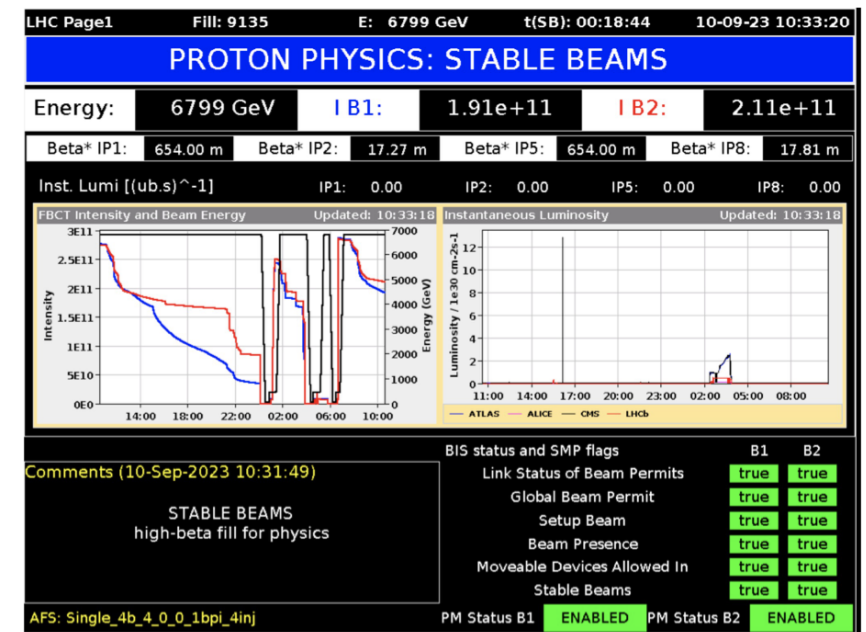 LHC Page1 Fill: 9135 E: 6799 GeV t(SB): 00:18:44 10-09-23 10:33:20
PROTON PHYSICS: STABLE BEAMS
Energy: 6799 GeV I B1: 1.91e+11 I B2: 2.11e+11
Beta* IP1: 654.00 m Beta* IP2: 17.27 m Beta* IP5: 654.00 m Beta* IP8: 17.81 m
Inst. Lumi [(ub.s)^-1] IP1: 0.00 IP2: 0.00 IP5: 0.00 IP8: 0.00
FBCT Intensity and Beam Energy Updated: 10:33:18
Intensity
3E11
2.5E11
2E11
1.5E11
1E11
5E10
0E0
7000
6000
5000
4000
3000
2000
1000
0
Energy (GeV)
14:00 18:00 22:00 02:00 06:00 10:00
Instantaneous Luminosity Updated: 10:33:18
Luminosity / 1e30 cm-2s-1
12
10
8
6
4
2
0
11:00 14:00 17:00 20:00 23:00 02:00 05:00 08:00
ATLAS ALICE CMS LHCb
Comments (10-Sep-2023 10:31:49)
STABLE BEAMS
high-beta fill for physics
BIS status and SMP flags B1 B2
Link Status of Beam Permits true true
Global Beam Permit true true
Setup Beam true true
Beam Presence true true
Moveable Devices Allowed In true true
Stable Beams true true
AFS: Single_4b_4_0_0_1bpi_4inj PM Status B1 ENABLED PM Status B2 ENABLED